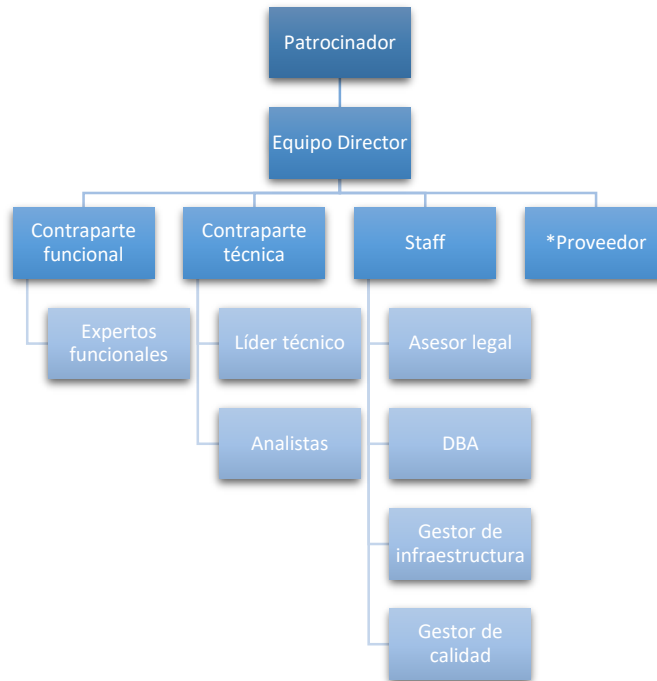 Patrocinador
Equipo Director
Contraparte
funcional
Contraparte
técnica
Staff
*Proveedor
Expertos
funcionales
Líder técnico
Asesor legal
Analistas
DBA
Gestor de
infraestructura
Gestor de
calidad